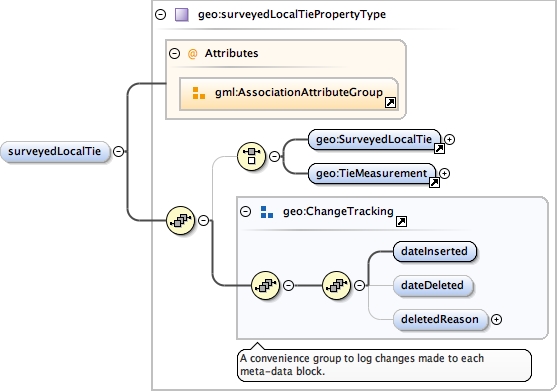 geo:surveyedLocalTiePropertyType
@ Attributes
gml:AssociationAttributeGroup
surveyedLocalTie
geo:SurveyedLocalTie
geo:TieMeasurement
geo:ChangeTracking
dateInserted
dateDeleted
deletedReason
A convenience group to log changes made to each
meta-data block.